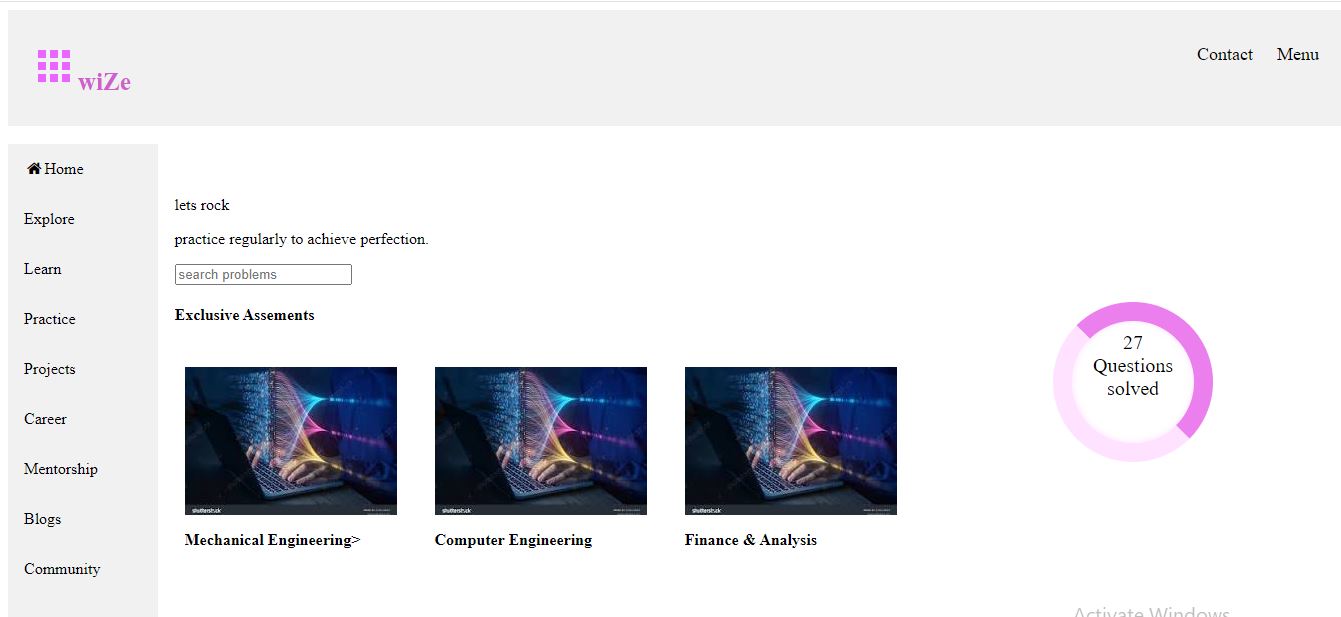 wiZe
Contact Menu
Home
Explore
Learn
Practice
Projects
Career
Mentorship
Blogs
Community
lets rock
practice regularly to achieve perfection.
search problems
Exclusive Assements
shutterstock
Mechanical Engineering>
shutterstock
Computer Engineering
shutterstock
Finance & Analysis
27
Questions
solved
Activate Windows